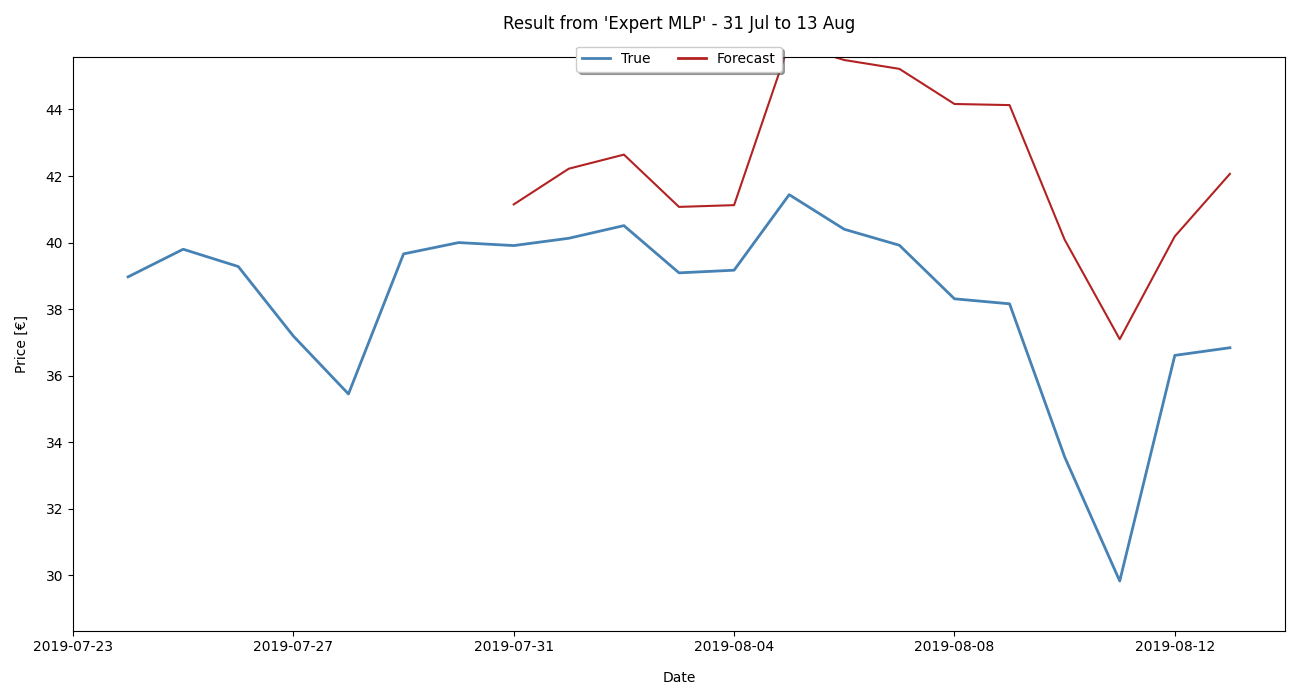 Result from 'Expert MLP' - 31 Jul to 13 Aug
True Forecast
44
42
40
38
36
34
32
30
Price [€]
2019-07-23 2019-07-27 2019-07-31 2019-08-04 2019-08-08 2019-08-12
Date